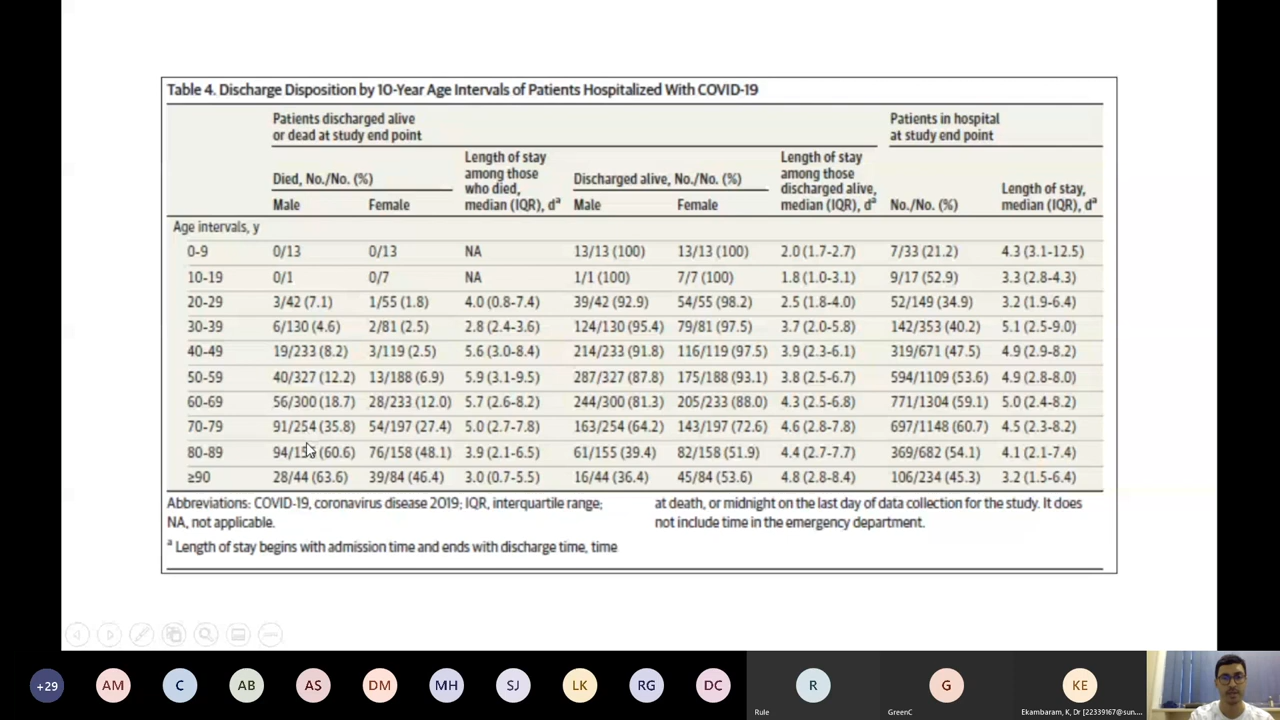 Table 4. Discharge Disposition by 10-Year Age Intervals of Patients Hospitalized With COVID-19
Patients discharged alive or dead at study end point
Patients in hospital at study end point
Died, No./No. (%)
Length of stay among those who died, median (IQR), dᵃ
Discharged alive, No./No. (%)
Length of stay among those discharged alive, median (IQR), dᵃ
No./No. (%)
Length of stay, median (IQR), dᵃ
Male Female Male Female
Age intervals, y
0-9 0/13 0/13 NA 13/13 (100) 13/13 (100) 2.0 (1.7-2.7) 7/33 (21.2) 4.3 (3.1-12.5)
10-19 0/1 0/7 NA 1/1 (100) 7/7 (100) 1.8 (1.0-3.1) 9/17 (52.9) 3.3 (2.8-4.3)
20-29 3/42 (7.1) 1/55 (1.8) 4.0 (0.8-7.4) 39/42 (92.9) 54/55 (98.2) 2.5 (1.8-4.0) 52/149 (34.9) 3.2 (1.9-6.4)
30-39 6/130 (4.6) 2/81 (2.5) 2.8 (2.4-3.6) 124/130 (95.4) 79/81 (97.5) 3.7 (2.0-5.8) 142/353 (40.2) 5.1 (2.5-9.0)
40-49 19/233 (8.2) 3/119 (2.5) 5.6 (3.0-8.4) 214/233 (91.8) 116/119 (97.5) 3.9 (2.3-6.1) 319/671 (47.5) 4.9 (2.9-8.2)
50-59 40/327 (12.2) 13/188 (6.9) 5.9 (3.1-9.5) 287/327 (87.8) 175/188 (93.1) 3.8 (2.5-6.7) 594/1109 (53.6) 4.9 (2.8-8.0)
60-69 56/300 (18.7) 28/233 (12.0) 5.7 (2.6-8.2) 244/300 (81.3) 205/233 (88.0) 4.3 (2.5-6.8) 771/1304 (59.1) 5.0 (2.4-8.2)
70-79 91/254 (35.8) 54/197 (27.4) 5.0 (2.7-7.8) 163/254 (64.2) 143/197 (72.6) 4.6 (2.8-7.8) 697/1148 (60.7) 4.5 (2.3-8.2)
80-89 94/155 (60.6) 76/158 (48.1) 3.9 (2.1-6.5) 61/155 (39.4) 82/158 (51.9) 4.4 (2.7-7.7) 369/682 (54.1) 4.1 (2.1-7.4)
≥90 28/44 (63.6) 39/84 (46.4) 3.0 (0.7-5.5) 16/44 (36.4) 45/84 (53.6) 4.8 (2.8-8.4) 106/234 (45.3) 3.2 (1.5-6.4)
Abbreviations: COVID-19, coronavirus disease 2019; IQR, interquartile range;
NA, not applicable.
ᵃ Length of stay begins with admission time and ends with discharge time, time
at death, or midnight on the last day of data collection for the study. It does
not include time in the emergency department.
+29 AM C AB AS DM MH SJ LK RG DC R G KE
Rule GreenC Ekambaram, K, Dr [22339167@sun....